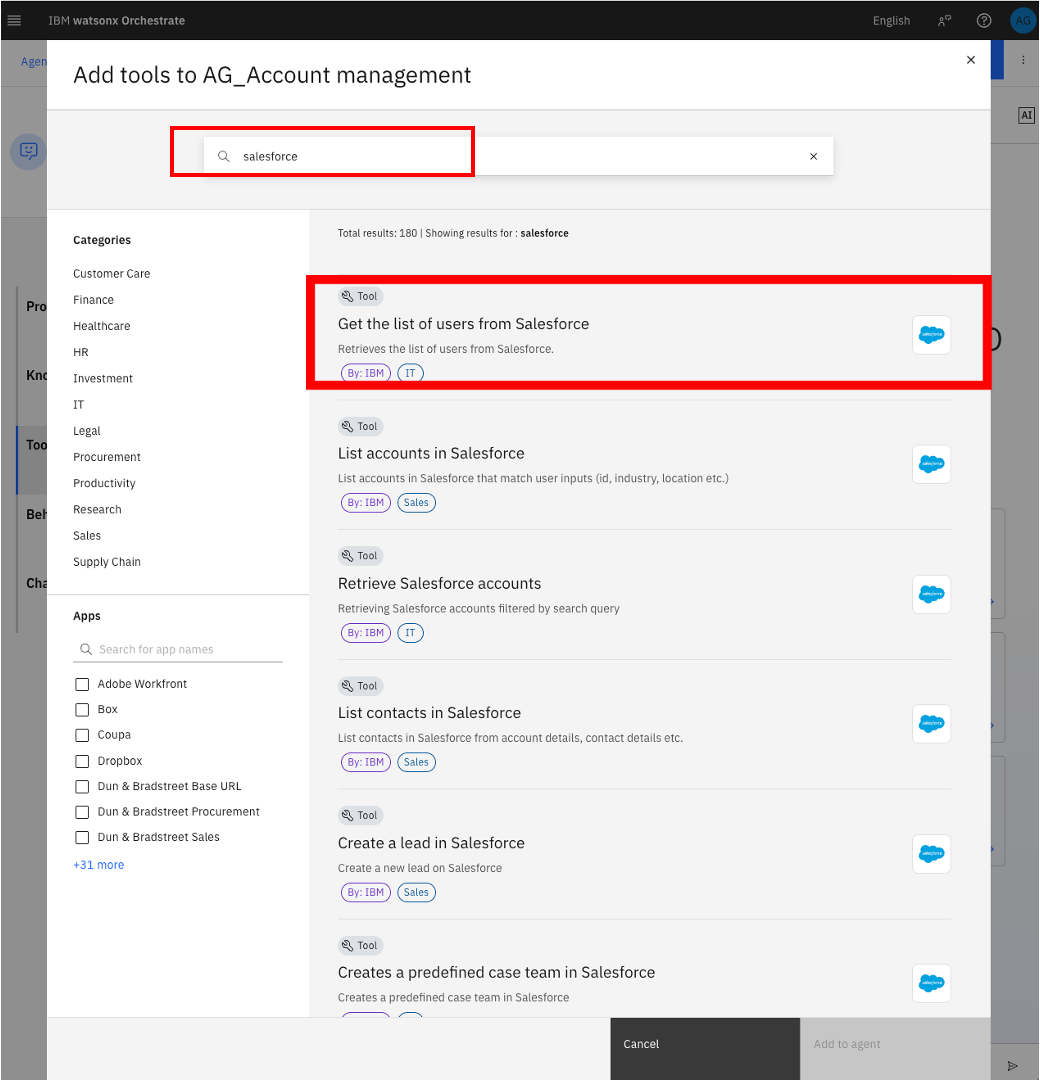 IBM watsonx Orchestrate
English
AG
Agen
Add tools to AG_Account management
AI
salesforce
Categories
Customer Care
Finance
Healthcare
HR
Investment
IT
Legal
Procurement
Productivity
Research
Sales
Supply Chain
Apps
Search for app names
Adobe Workfront
Box
Coupa
Dropbox
Dun & Bradstreet Base URL
Dun & Bradstreet Procurement
Dun & Bradstreet Sales
+31 more
Pro
Kno
Too
Beh
Cha
Total results: 180 | Showing results for : salesforce
Tool
Get the list of users from Salesforce
Retrieves the list of users from Salesforce.
By: IBM IT
salesforce
Tool
List accounts in Salesforce
List accounts in Salesforce that match user inputs (id, industry, location etc.)
By: IBM Sales
salesforce
Tool
Retrieve Salesforce accounts
Retrieving Salesforce accounts filtered by search query
By: IBM IT
salesforce
Tool
List contacts in Salesforce
List contacts in Salesforce from account details, contact details etc.
By: IBM Sales
salesforce
Tool
Create a lead in Salesforce
Create a new lead on Salesforce
By: IBM Sales
salesforce
Tool
Creates a predefined case team in Salesforce
Creates a predefined case team in Salesforce
salesforce
Cancel
Add to agent